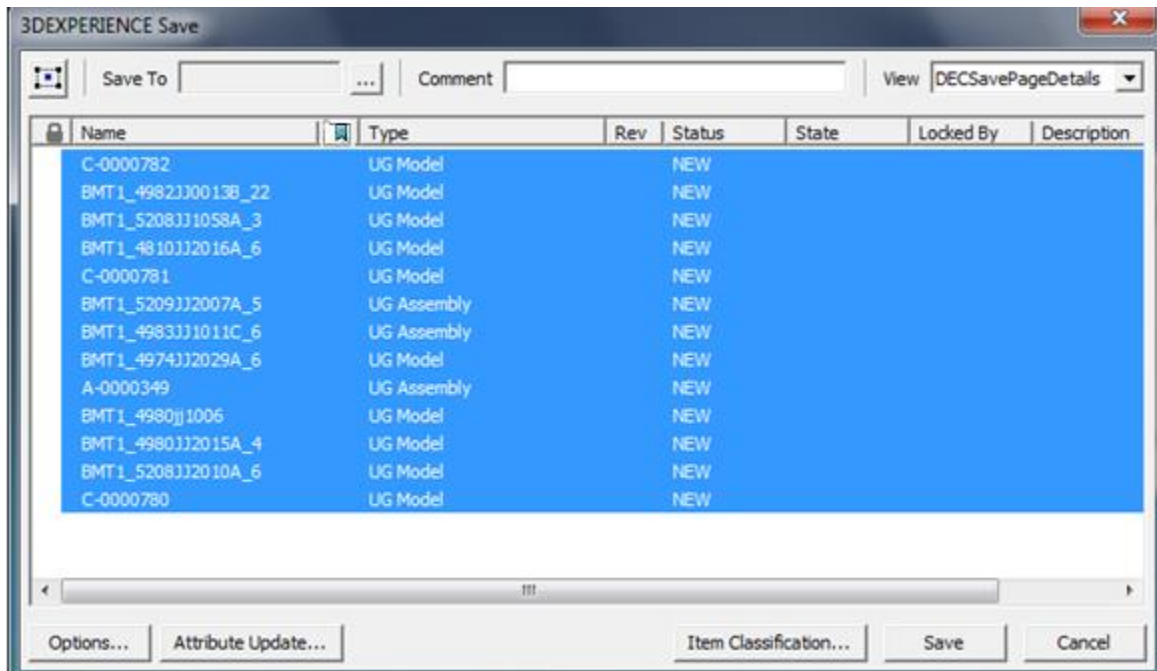 3DEXPERIENCE Save
Save To ... Comment View DECSavePageDetails
Name Type Rev Status State Locked By Description
C-0000782 UG Model NEW
BMT1_4982JJ0013B_22 UG Model NEW
BMT1_5208JJ1058A_3 UG Model NEW
BMT1_4810JJ2016A_6 UG Model NEW
C-0000781 UG Model NEW
BMT1_5209JJ2007A_5 UG Assembly NEW
BMT1_4983JJ1011C_6 UG Assembly NEW
BMT1_4974JJ2029A_6 UG Model NEW
A-0000349 UG Assembly NEW
BMT1_4980jj1006 UG Model NEW
BMT1_4980JJ2015A_4 UG Model NEW
BMT1_5208JJ2010A_6 UG Model NEW
C-0000780 UG Model NEW
Options... Attribute Update... Item Classification... Save Cancel